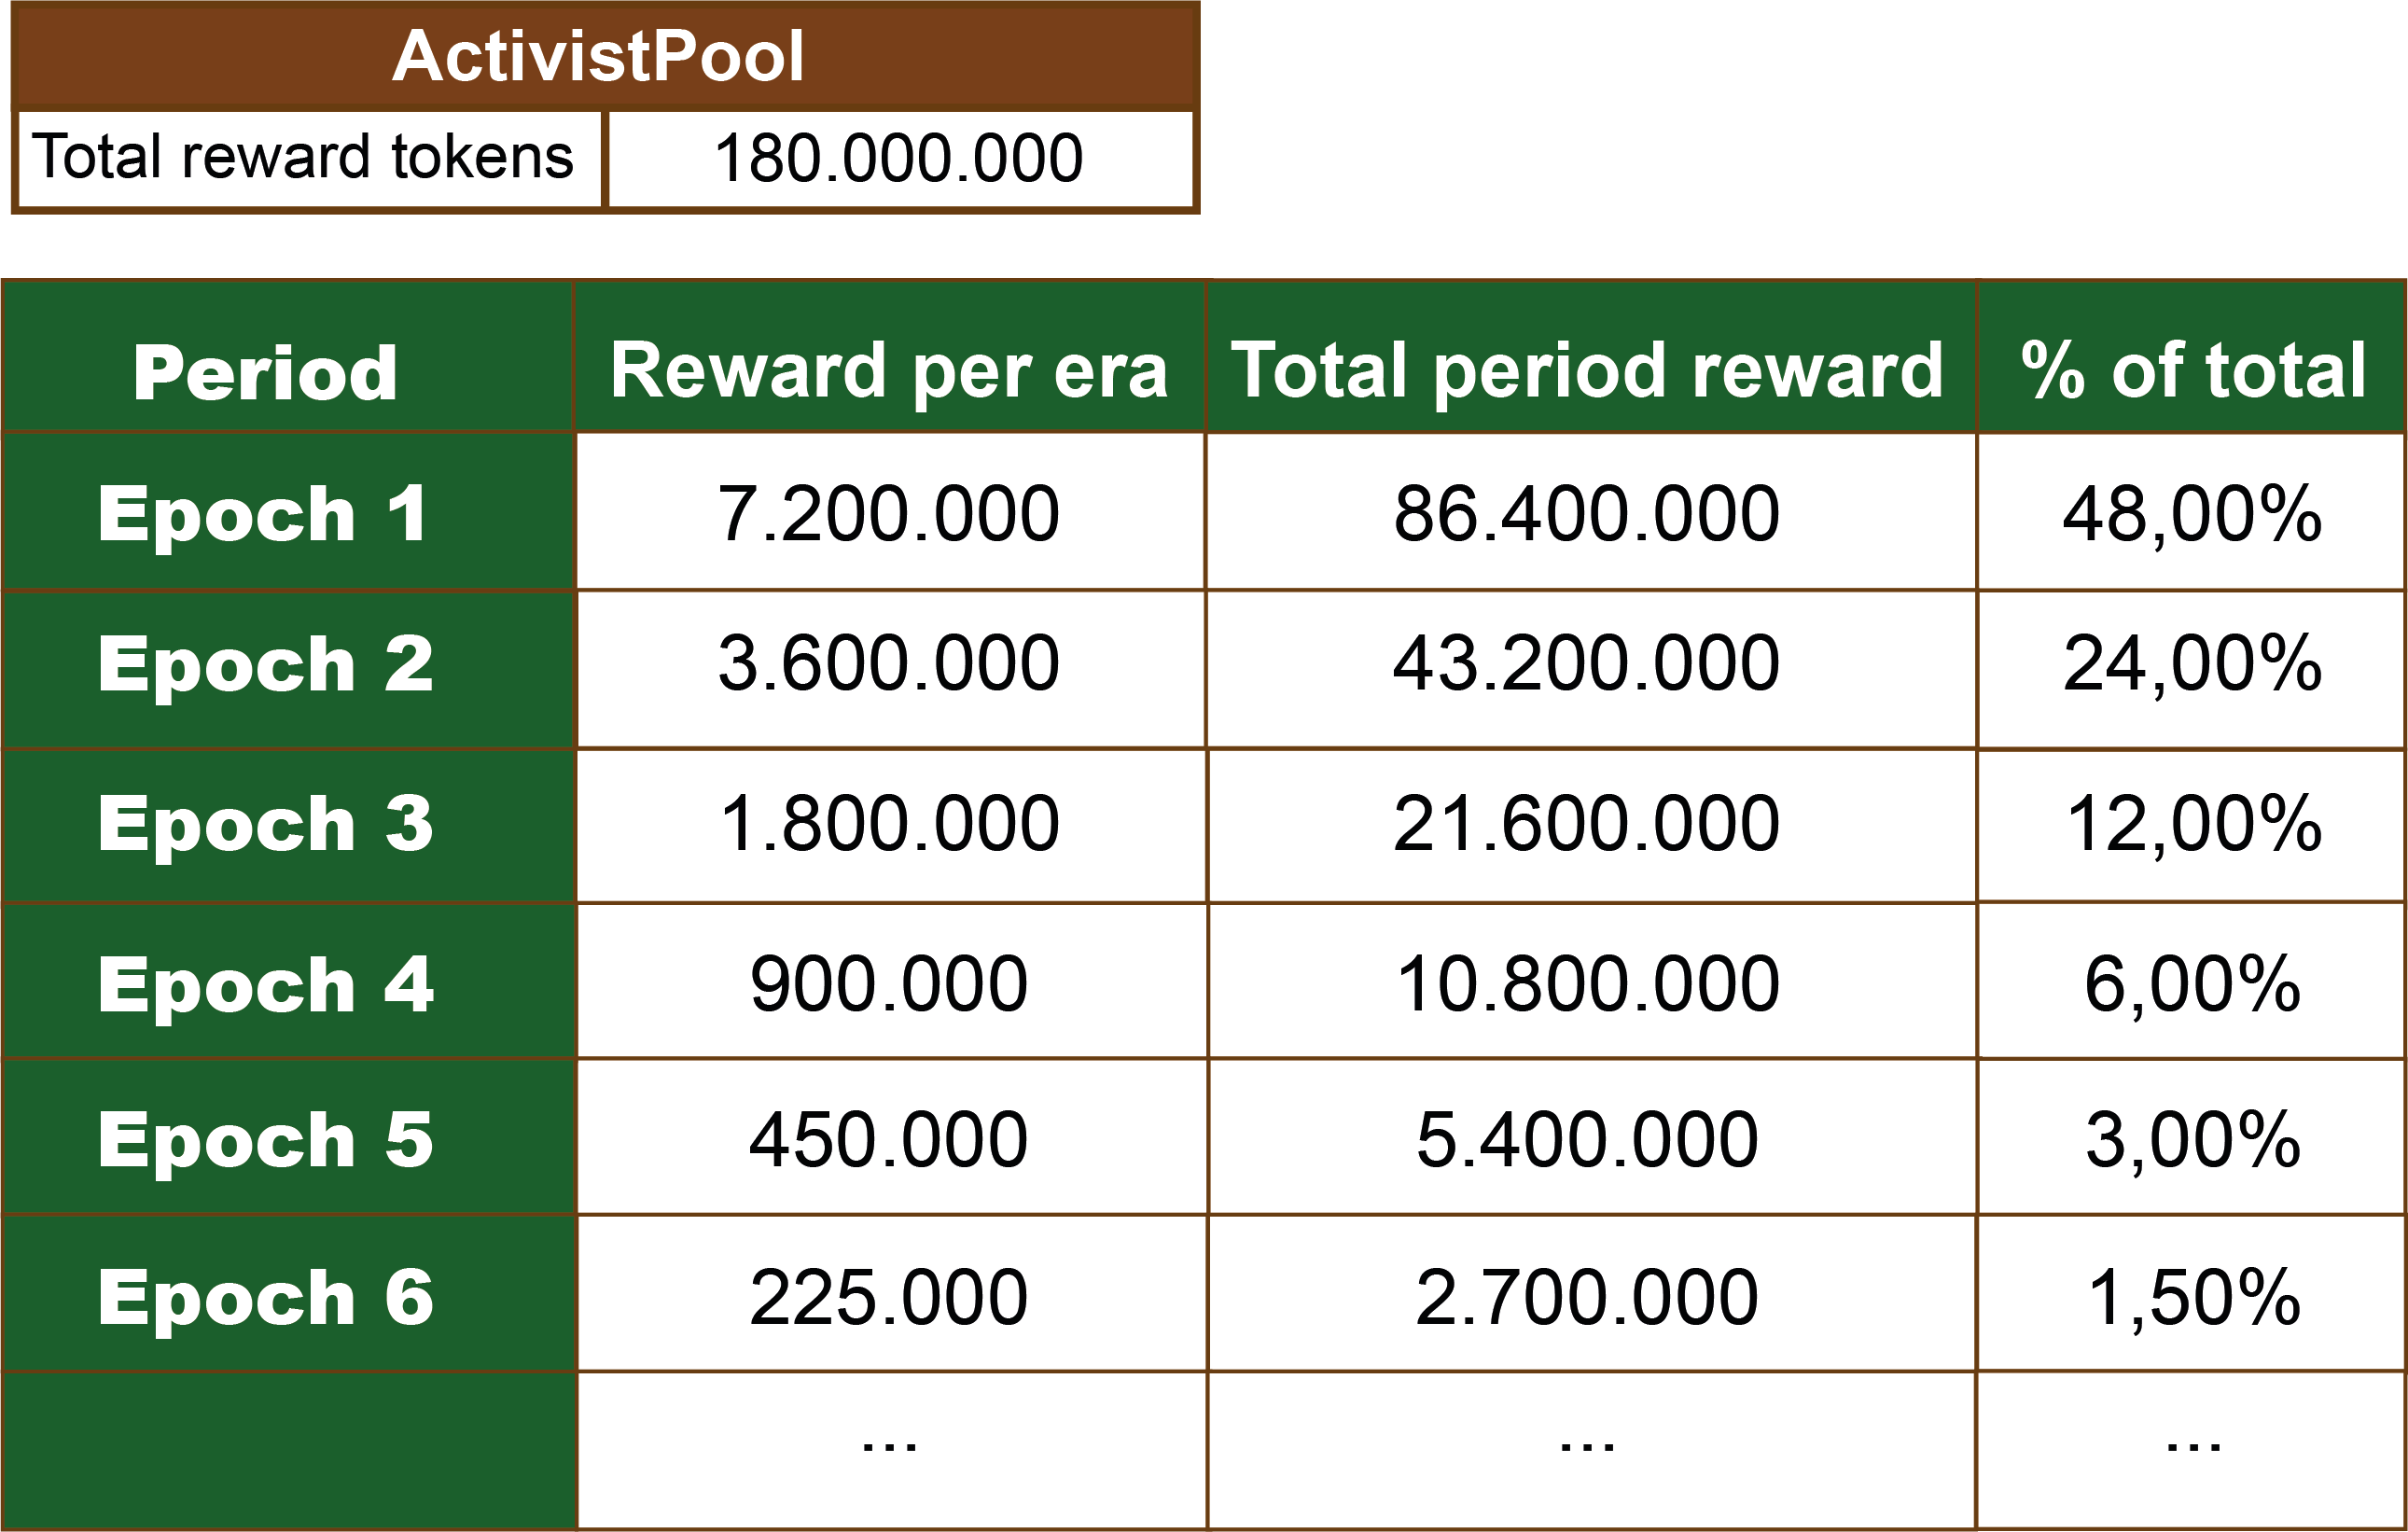 ActivistPool
Total reward tokens 180.000.000
Period Reward per era Total period reward % of total
Epoch 1 7.200.000 86.400.000 48,00%
Epoch 2 3.600.000 43.200.000 24,00%
Epoch 3 1.800.000 21.600.000 12,00%
Epoch 4 900.000 10.800.000 6,00%
Epoch 5 450.000 5.400.000 3,00%
Epoch 6 225.000 2.700.000 1,50%
... ... ...